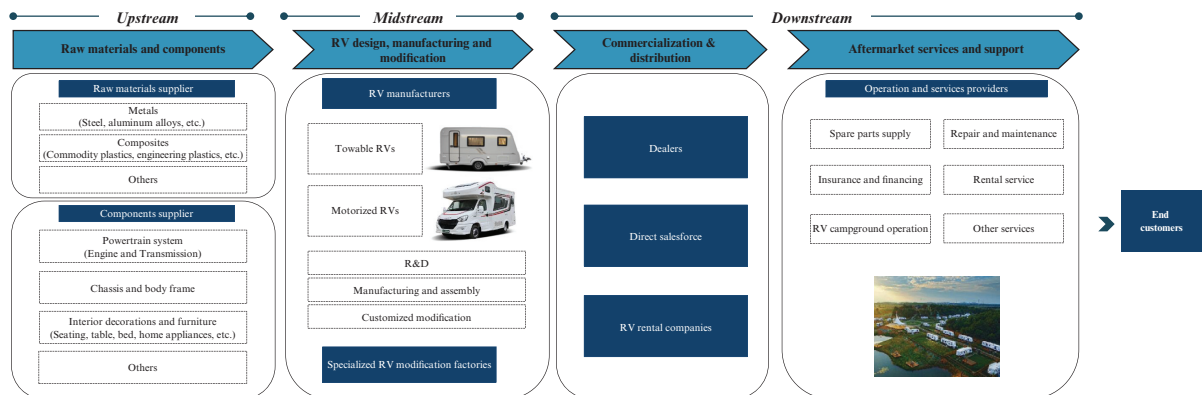 Upstream
Midstream
Downstream
Raw materials and components
RV design, manufacturing and
modification
Commercialization &
distribution
Aftermarket services and support
Raw materials supplier
Metals
(Steel, aluminum alloys, etc.)
Composites
(Commodity plastics, engineering plastics, etc.)
Others
Components supplier
Powertrain system
(Engine and Transmission)
Chassis and body frame
Interior decorations and furniture
(Seating, table, bed, home appliances, etc.)
Others
RV manufacturers
Towable RVs
Motorized RVs
R&D
Manufacturing and assembly
Customized modification
Specialized RV modification factories
Dealers
Direct salesforce
RV rental companies
Operation and services providers
Spare parts supply
Repair and maintenance
Insurance and financing
Rental service
RV campground operation
Other services
End
customers